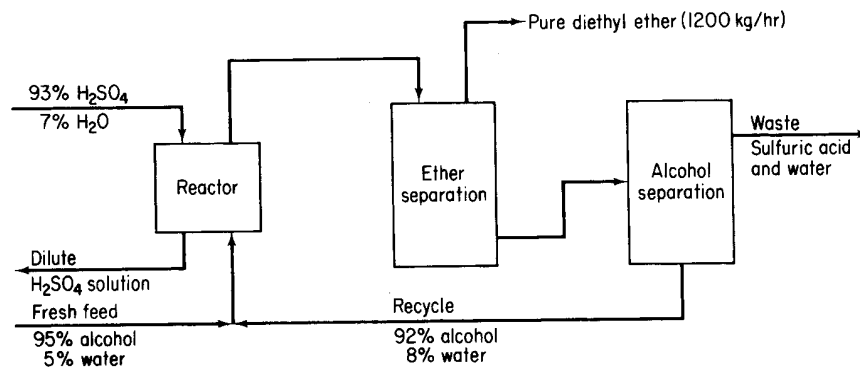 Pure diethyl ether (1200 kg/hr)
93% H₂SO₄
7% H₂O
Reactor
Ether
separation
Alcohol
separation
Waste
Sulfuric acid
and water
Dilute
H₂SO₄ solution
Fresh feed
95% alcohol
5% water
Recycle
92% alcohol
8% water